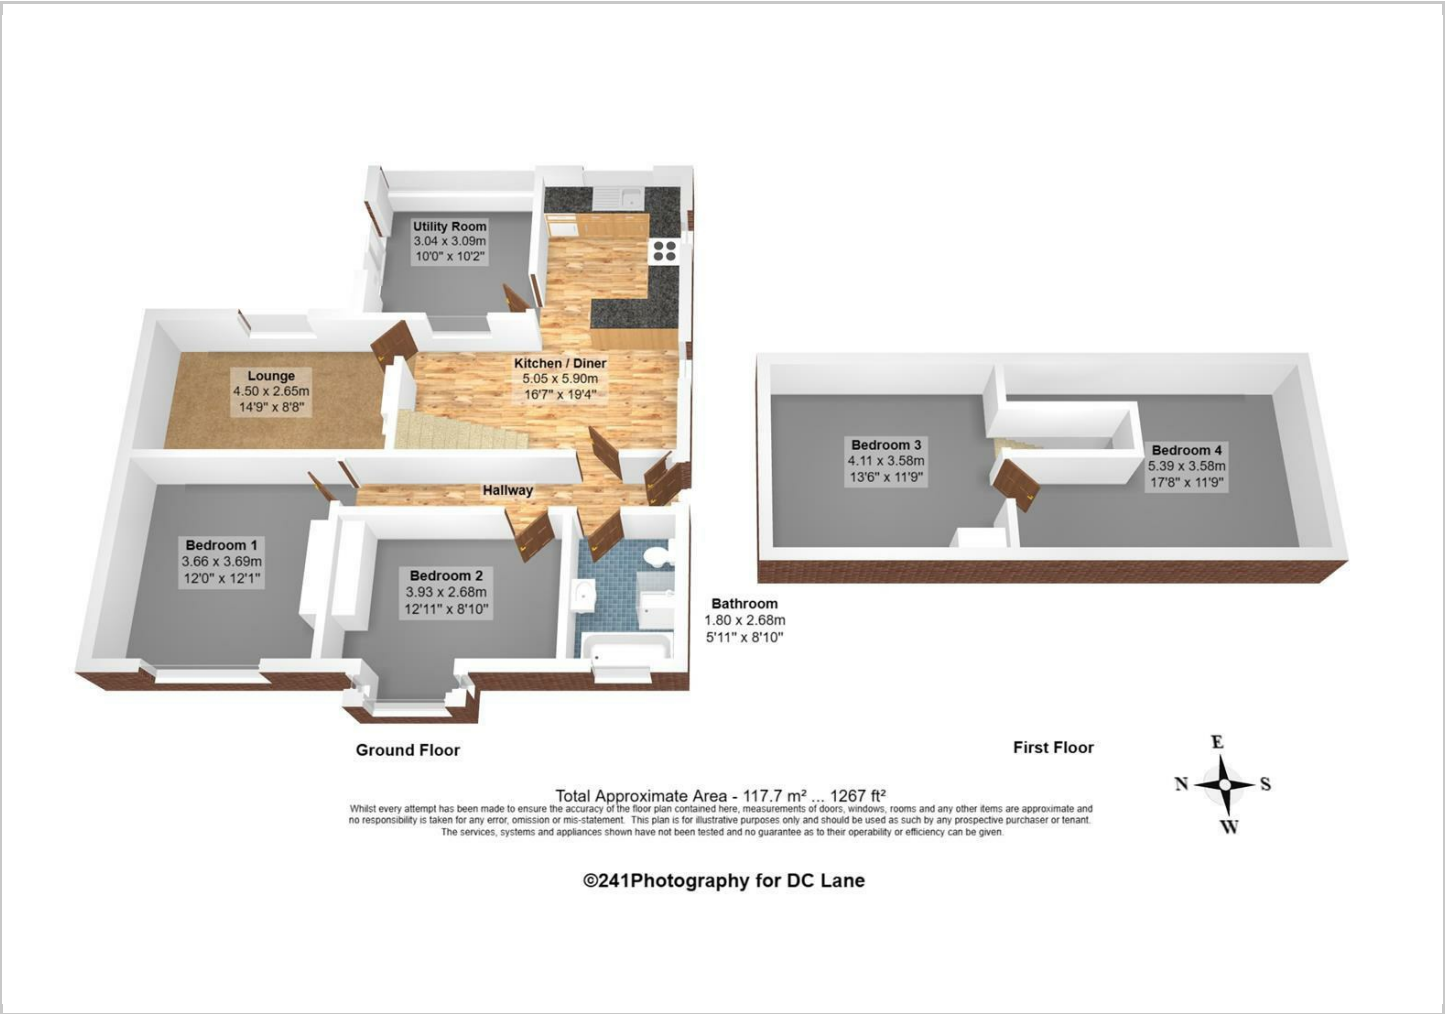 Utility Room
3.04 x 3.09m
10'0" x 10'2"
Kitchen / Diner
5.05 x 5.90m
16'7" x 19'4"
Lounge
4.50 x 2.65m
14'9" x 8'8"
Hallway
Bedroom 1
3.66 x 3.69m
12'0" x 12'1"
Bedroom 2
3.93 x 2.68m
12'11" x 8'10"
Bathroom
1.80 x 2.68m
5'11" x 8'10"
Bedroom 3
4.11 x 3.58m
13'6" x 11'9"
Bedroom 4
5.39 x 3.58m
17'8" x 11'9"
Ground Floor
First Floor
E
N
S
W
Total Approximate Area - 117.7 m² ... 1267 ft²
Whilst every attempt has been made to ensure the accuracy of the floor plan contained here, measurements of doors, windows, rooms and any other items are approximate and
no responsibility is taken for any error, omission or mis-statement. This plan is for illustrative purposes only and should be used as such by any prospective purchaser or tenant.
The services, systems and appliances shown have not been tested and no guarantee as to their operability or efficiency can be given.
©241Photography for DC Lane